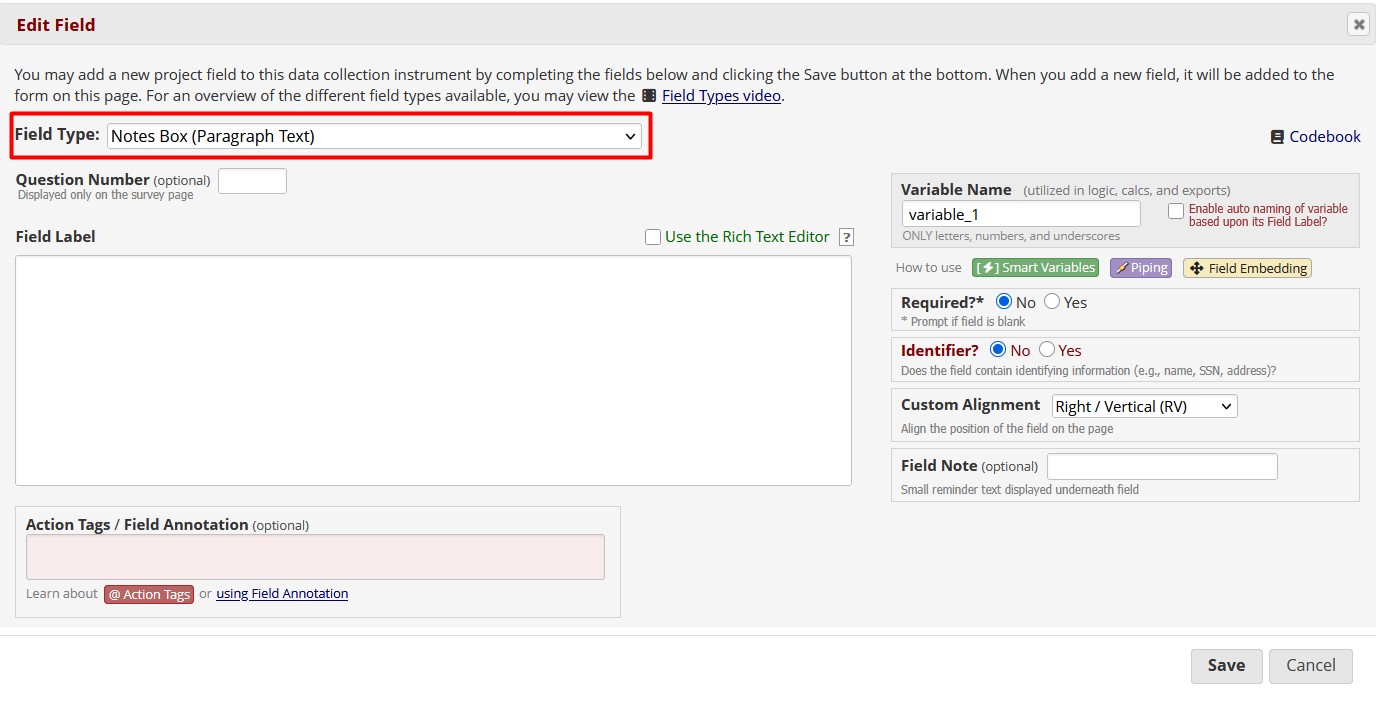 Edit Field
You may add a new project field to this data collection instrument by completing the fields below and clicking the Save button at the bottom. When you add a new field, it will be added to the
form on this page. For an overview of the different field types available, you may view the Field Types video.
Field Type: Notes Box (Paragraph Text)
Codebook
Question Number (optional)
Displayed only on the survey page
Field Label
Use the Rich Text Editor ?
Variable Name (utilized in logic, calcs, and exports)
variable_1
Enable auto naming of variable
based upon its Field Label?
ONLY letters, numbers, and underscores
How to use [⚡] Smart Variables Piping Field Embedding
Required?* No Yes
* Prompt if field is blank
Identifier? No Yes
Does the field contain identifying information (e.g., name, SSN, address)?
Custom Alignment Right / Vertical (RV)
Align the position of the field on the page
Field Note (optional)
Small reminder text displayed underneath field
Action Tags / Field Annotation (optional)
Learn about @ Action Tags or using Field Annotation
Save Cancel